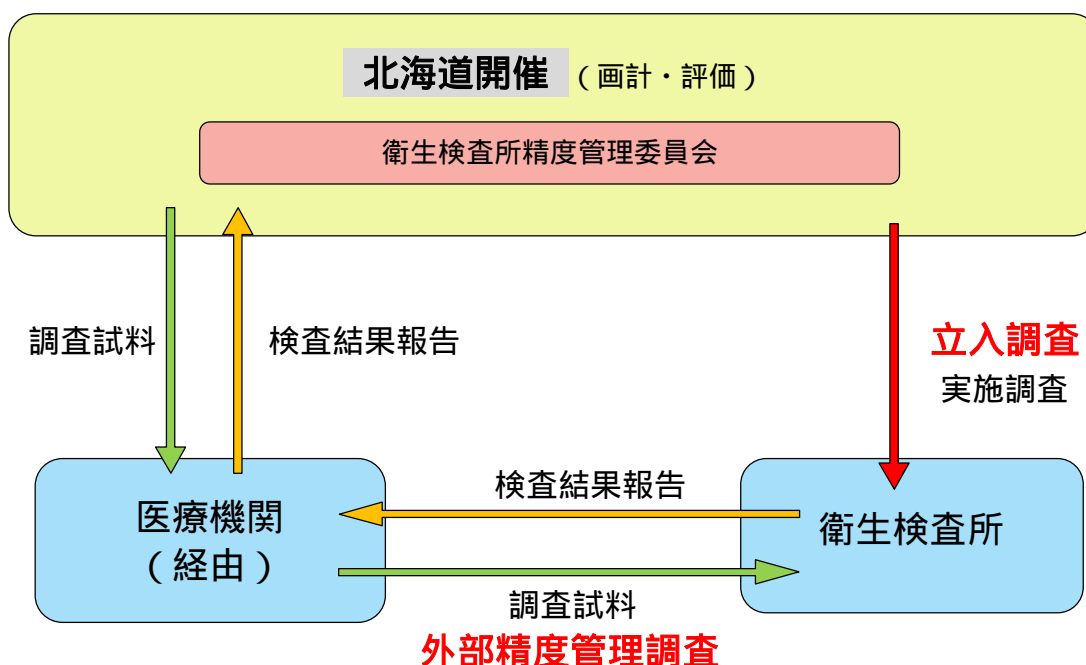 北海道開催（画計・評価）
衛生検査所精度管理委員会
調査試料
検査結果報告
立入調査
実施調査
医療機関
（経由）
検査結果報告
衛生検査所
調査試料
外部精度管理調査